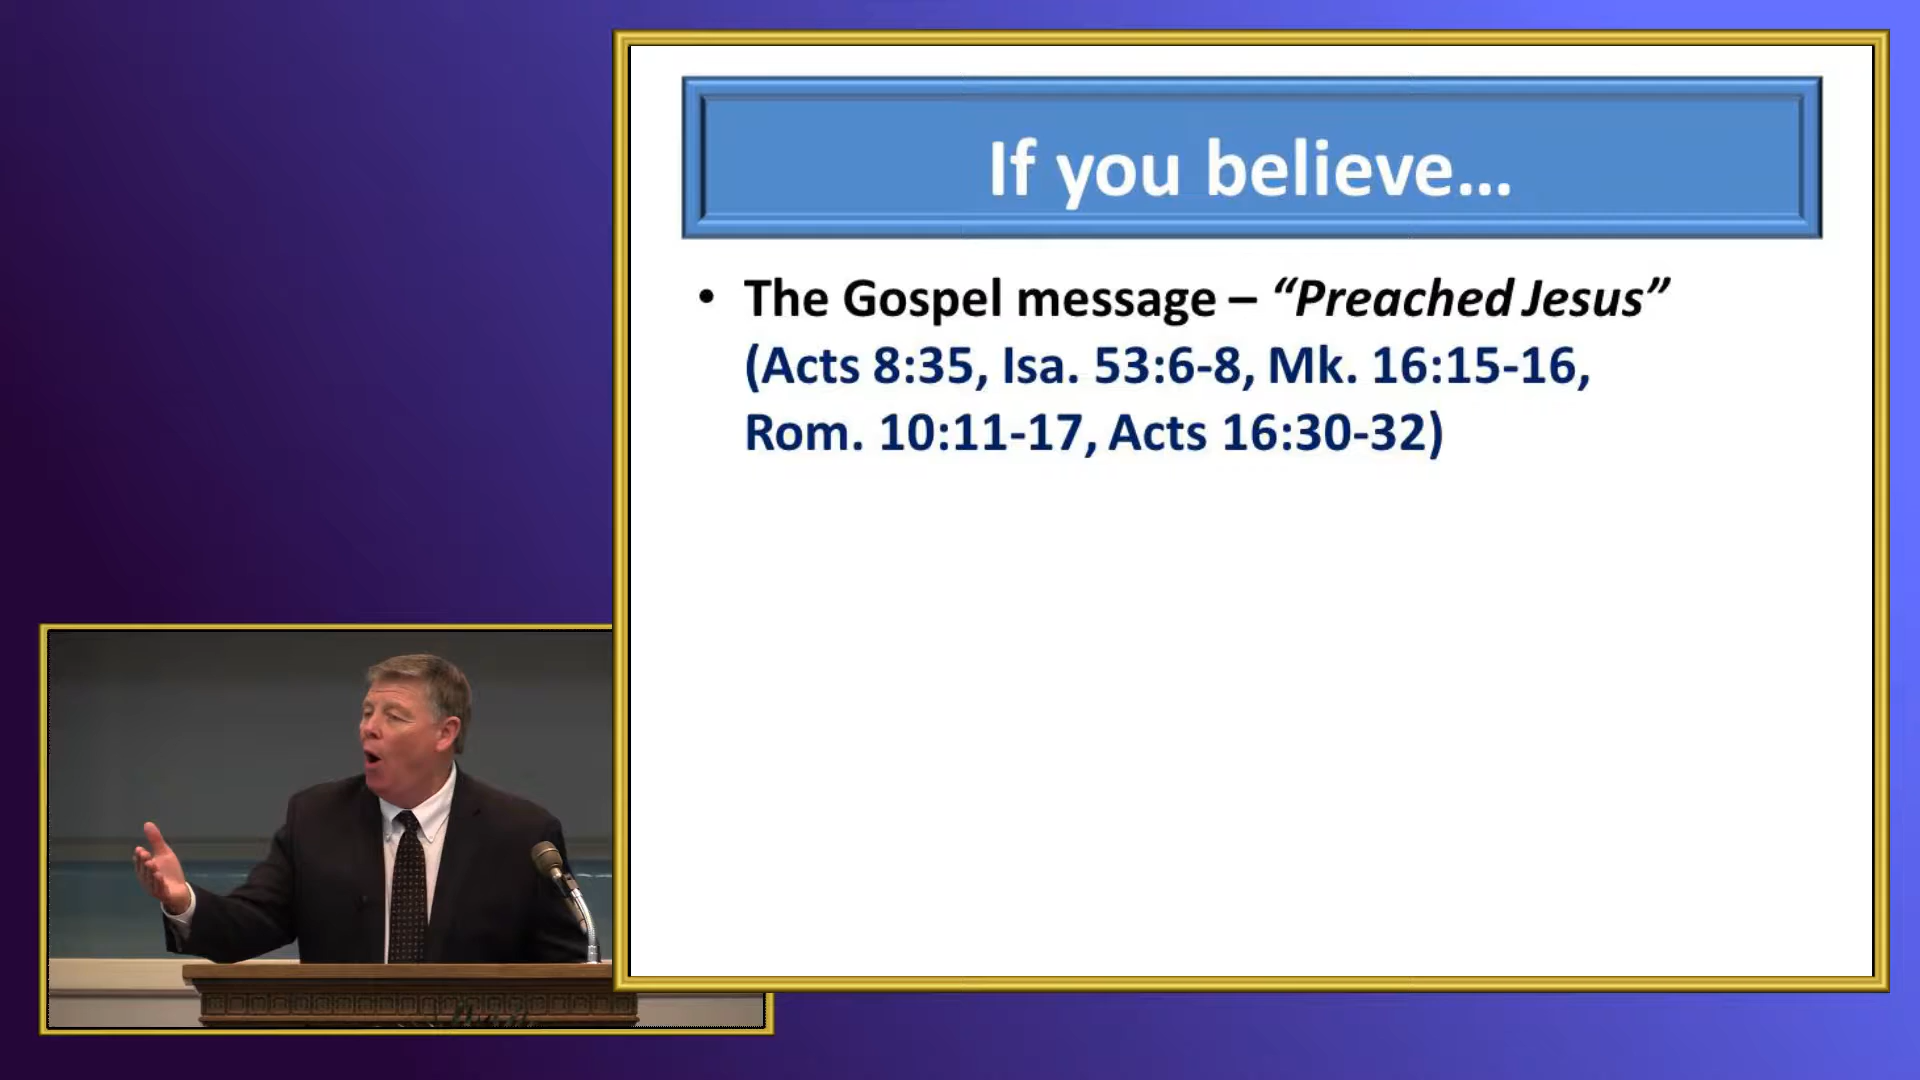 If you believe...
• The Gospel message – “Preached Jesus”
(Acts 8:35, Isa. 53:6-8, Mk. 16:15-16,
Rom. 10:11-17, Acts 16:30-32)